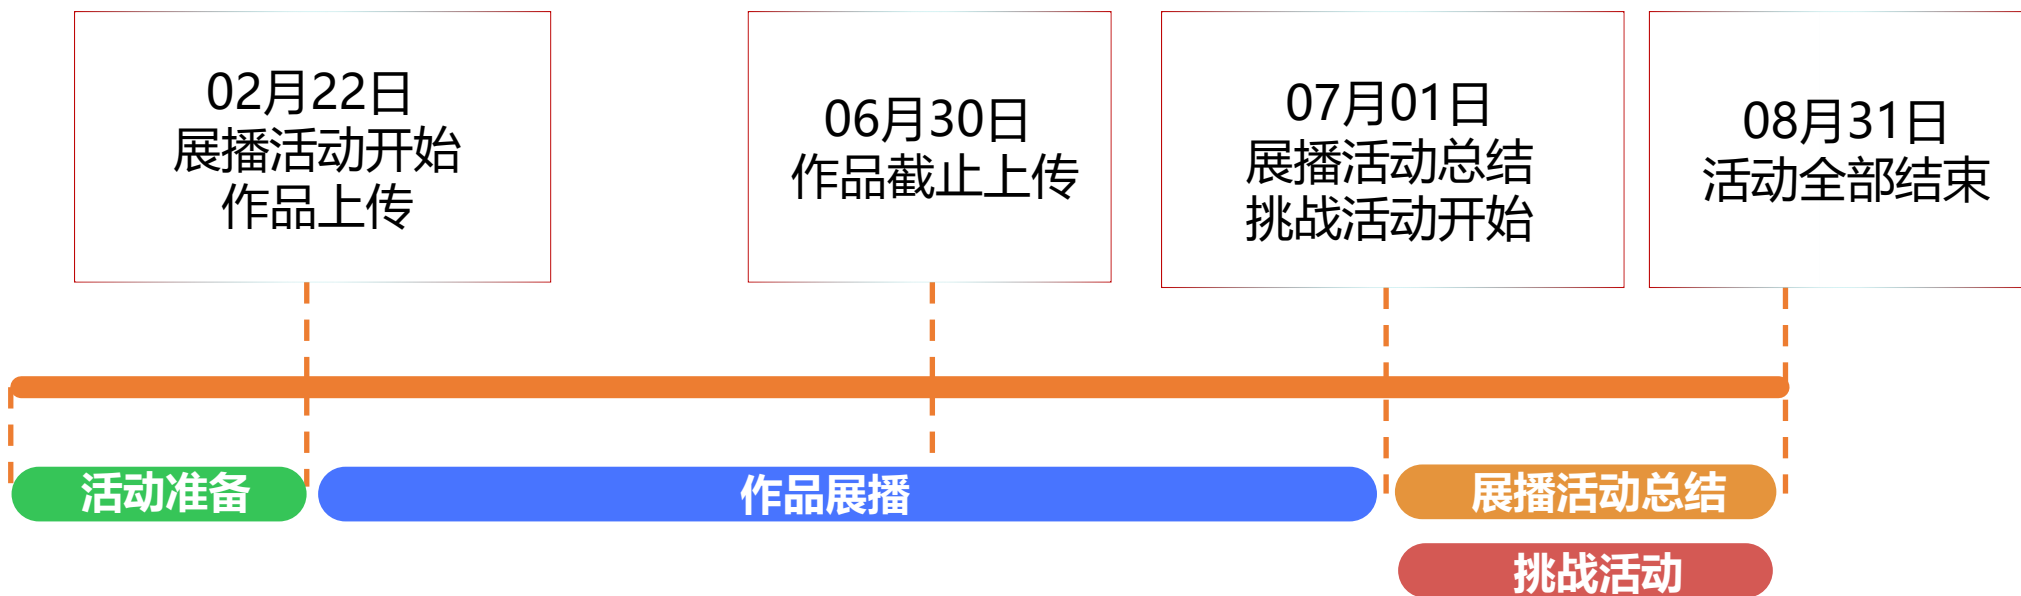 02月22日
展播活动开始
作品上传
06月30日
作品截止上传
07月01日
展播活动总结
挑战活动开始
08月31日
活动全部结束
活动准备
作品展播
展播活动总结
挑战活动